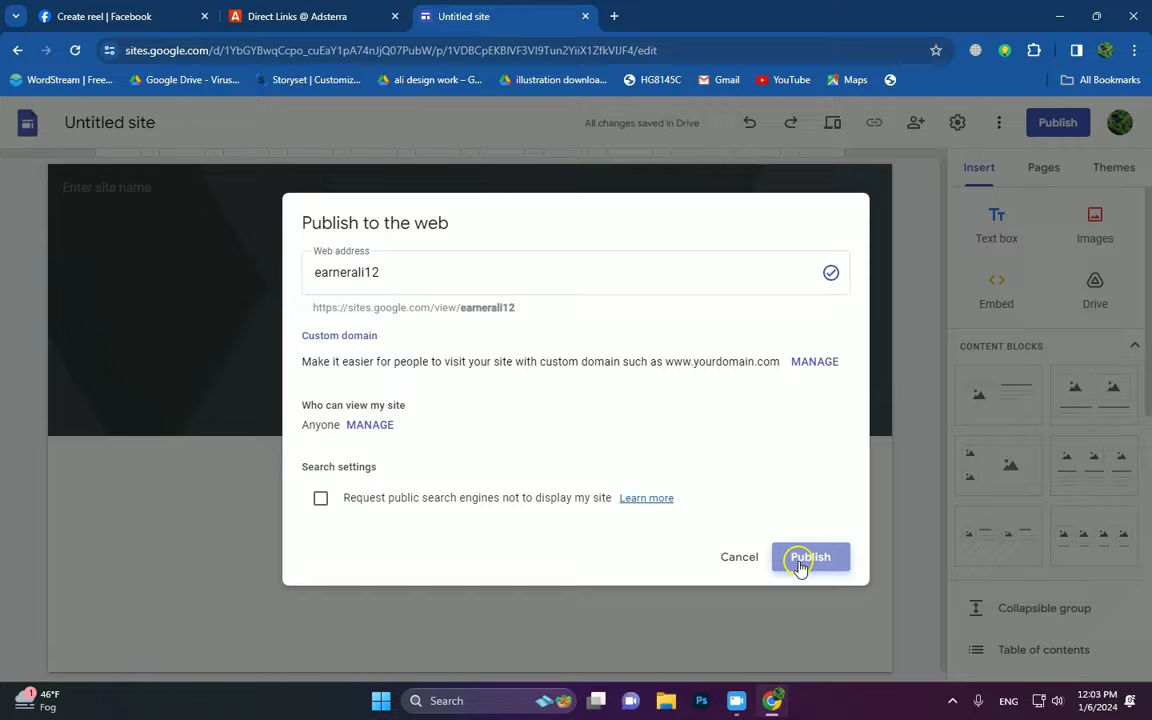 Create reel | Facebook
Direct Links @ Adsterra
Untitled site
sites.google.com/d/1YbGYBwqCcpo_cuEaY1pA74nJjQ07PubW/p/1VDBCpEKBIVF3VI9Tun2YiiX1ZfkVlJF4/edit
WordStream | Free...
Google Drive - Virus...
Storyset | Customiz...
ali design work – G...
illustration downloa...
HG8145C
Gmail
YouTube
Maps
All Bookmarks
Untitled site
All changes saved in Drive
Publish
Enter site name
Insert
Pages
Themes
Publish to the web
Web address
earnerali12
https://sites.google.com/view/earnerali12
Custom domain
Make it easier for people to visit your site with custom domain such as www.yourdomain.com MANAGE
Who can view my site
Anyone MANAGE
Search settings
Request public search engines not to display my site Learn more
Cancel
Publish
Text box
Images
Embed
Drive
CONTENT BLOCKS
Collapsible group
Table of contents
1
46°F
Fog
Search
Ps
ENG
12:03 PM
1/6/2024